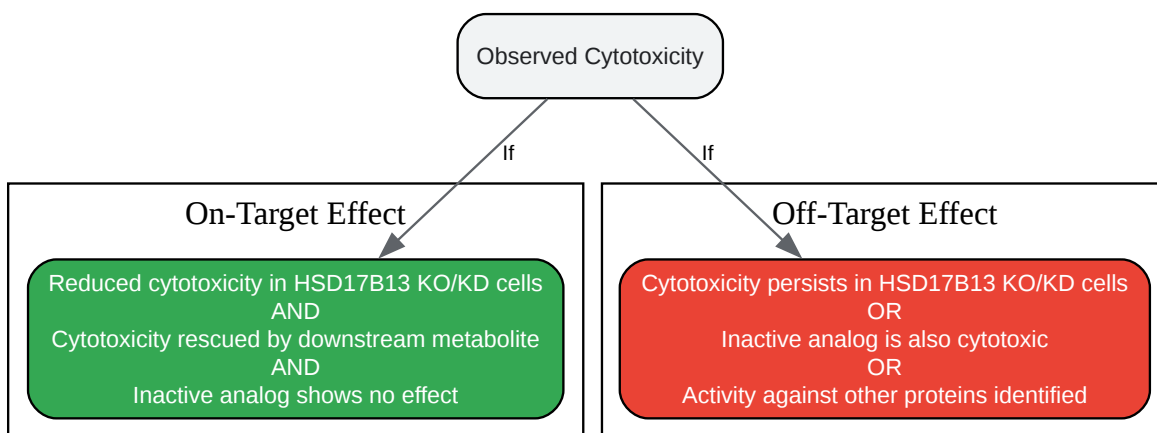 Observed Cytotoxicity
If
If
On-Target Effect
Reduced cytotoxicity in HSD17B13 KO/KD cells
AND
Cytotoxicity rescued by downstream metabolite
AND
Inactive analog shows no effect
Off-Target Effect
Cytotoxicity persists in HSD17B13 KO/KD cells
OR
Inactive analog is also cytotoxic
OR
Activity against other proteins identified